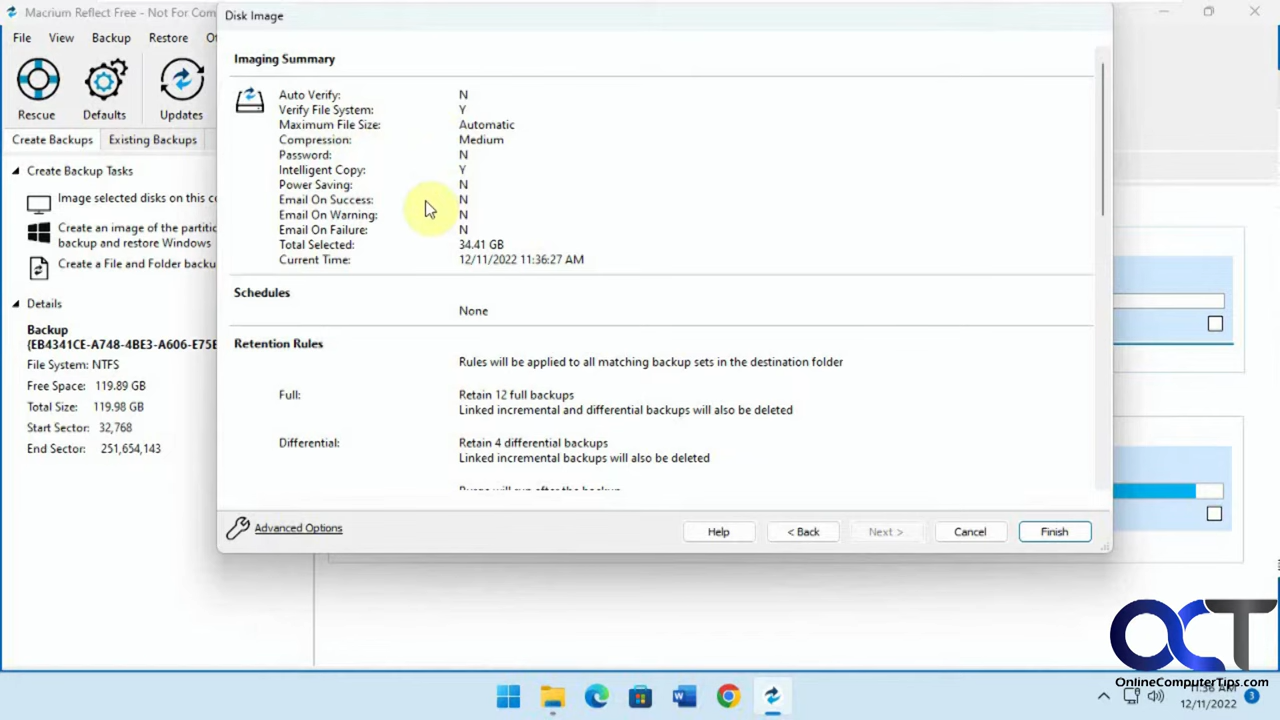 Macrium Reflect Free - Not For Com
Disk Image
File View Backup Restore
Rescue Defaults Updates
Create Backups Existing Backups
Create Backup Tasks
Image selected disks on this c
Create an image of the partiti
backup and restore Windows
Create a File and Folder backu
Details
Backup
{EB4341CE-A748-4BE3-A606-E75E
File System: NTFS
Free Space: 119.89 GB
Total Size: 119.98 GB
Start Sector: 32,768
End Sector: 251,654,143
Imaging Summary
Auto Verify: N
Verify File System: Y
Maximum File Size: Automatic
Compression: Medium
Password: N
Intelligent Copy: Y
Power Saving: N
Email On Success: N
Email On Warning: N
Email On Failure: N
Total Selected: 34.41 GB
Current Time: 12/11/2022 11:36:27 AM
Schedules
None
Retention Rules
Rules will be applied to all matching backup sets in the destination folder
Full: Retain 12 full backups
Linked incremental and differential backups will also be deleted
Differential: Retain 4 differential backups
Linked incremental backups will also be deleted
Advanced Options
Help < Back Next > Cancel Finish
OCT
OnlineComputerTips.com
11:36 AM
12/11/2022
3